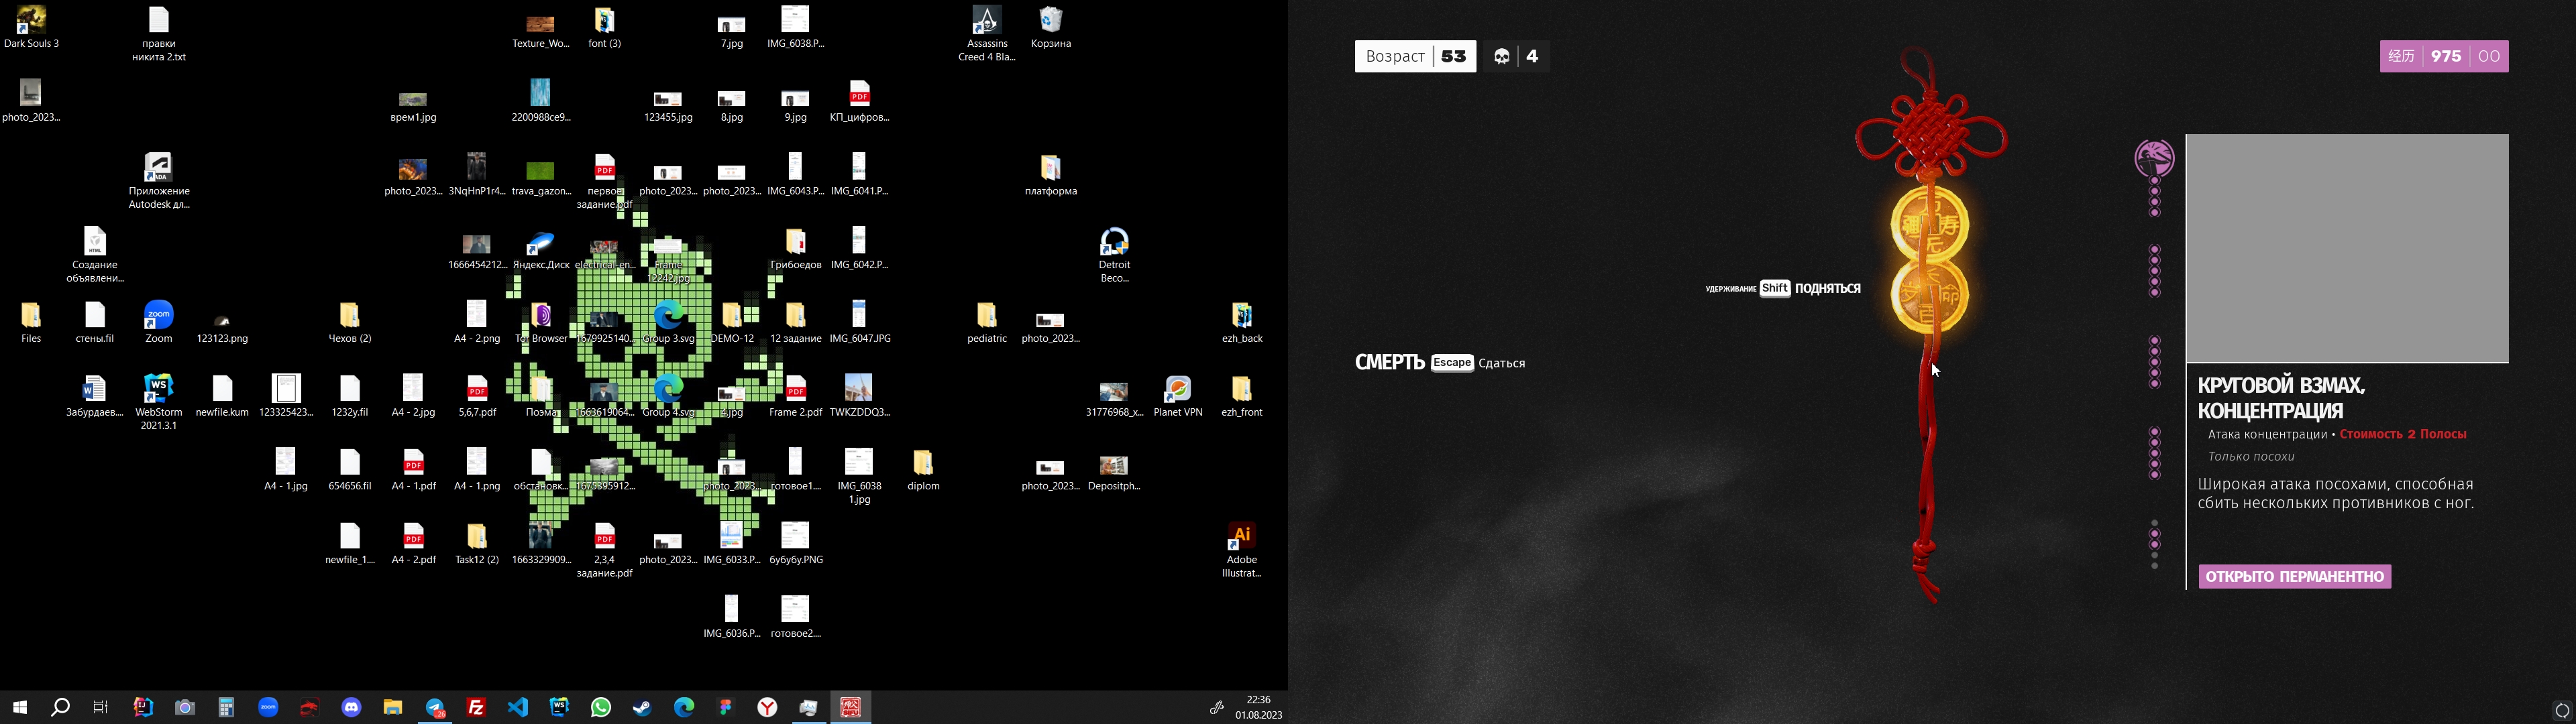 Dark Souls 3
правки
никита 2.txt
Texture_Wo...
font (3)
7.jpg
IMG_6038.P...
Assassins
Creed 4 Bla...
Корзина
photo_2023...
врем1.jpg
2200988ce9...
123455.jpg
8.jpg
9.jpg
КП_цифров...
Приложение
Autodesk дл...
photo_2023...
3NqHnP1r4...
trava_gazon...
первое
задание.pdf
photo_2023...
photo_2023...
IMG_6043.P...
IMG_6041.P...
платформа
Создание
объявлени...
1666454212...
Яндекс.Диск
electrical-en...
Frame
12242.jpg
Грибоедов
IMG_6042.P...
Detroit
Beco...
Files
стены.fil
Zoom
123123.png
Чехов (2)
A4 - 2.png
Tor Browser
1679925140...
Group 3.svg
DEMO-12
12 задание
IMG_6047.JPG
pediatric
photo_2023...
ezh_back
Забурдаев....
WebStorm
2021.3.1
newfile.kum
123325423...
1232y.fil
A4 - 2.jpg
5,6,7.pdf
Поэма
1663619064...
Group 4.svg
Frame 2.pdf
TWKZDDQ3...
31776968_x...
Planet VPN
ezh_front
A4 - 1.jpg
654656.fil
A4 - 1.pdf
A4 - 1.png
обстановк...
1675395912...
photo_2023...
готовое1....
IMG_6038
1.jpg
diplom
photo_2023...
Depositph...
newfile_1....
A4 - 2.pdf
Task12 (2)
1663329909...
2,3,4
задание.pdf
photo_2023...
IMG_6033.P...
бубубу.PNG
Adobe
Illustrat...
IMG_6036.P...
готовое2....
22:36
01.08.2023
Возраст 53
4
经历 975
УДЕРЖИВАНИЕ Shift ПОДНЯТЬСЯ
СМЕРТЬ Escape Сдаться
КРУГОВОЙ ВЗМАХ,
КОНЦЕНТРАЦИЯ
Атака концентрации • Стоимость 2 Полосы
Только посохи
Широкая атака посохами, способная
сбить нескольких противников с ног.
ОТКРЫТО ПЕРМАНЕНТНО